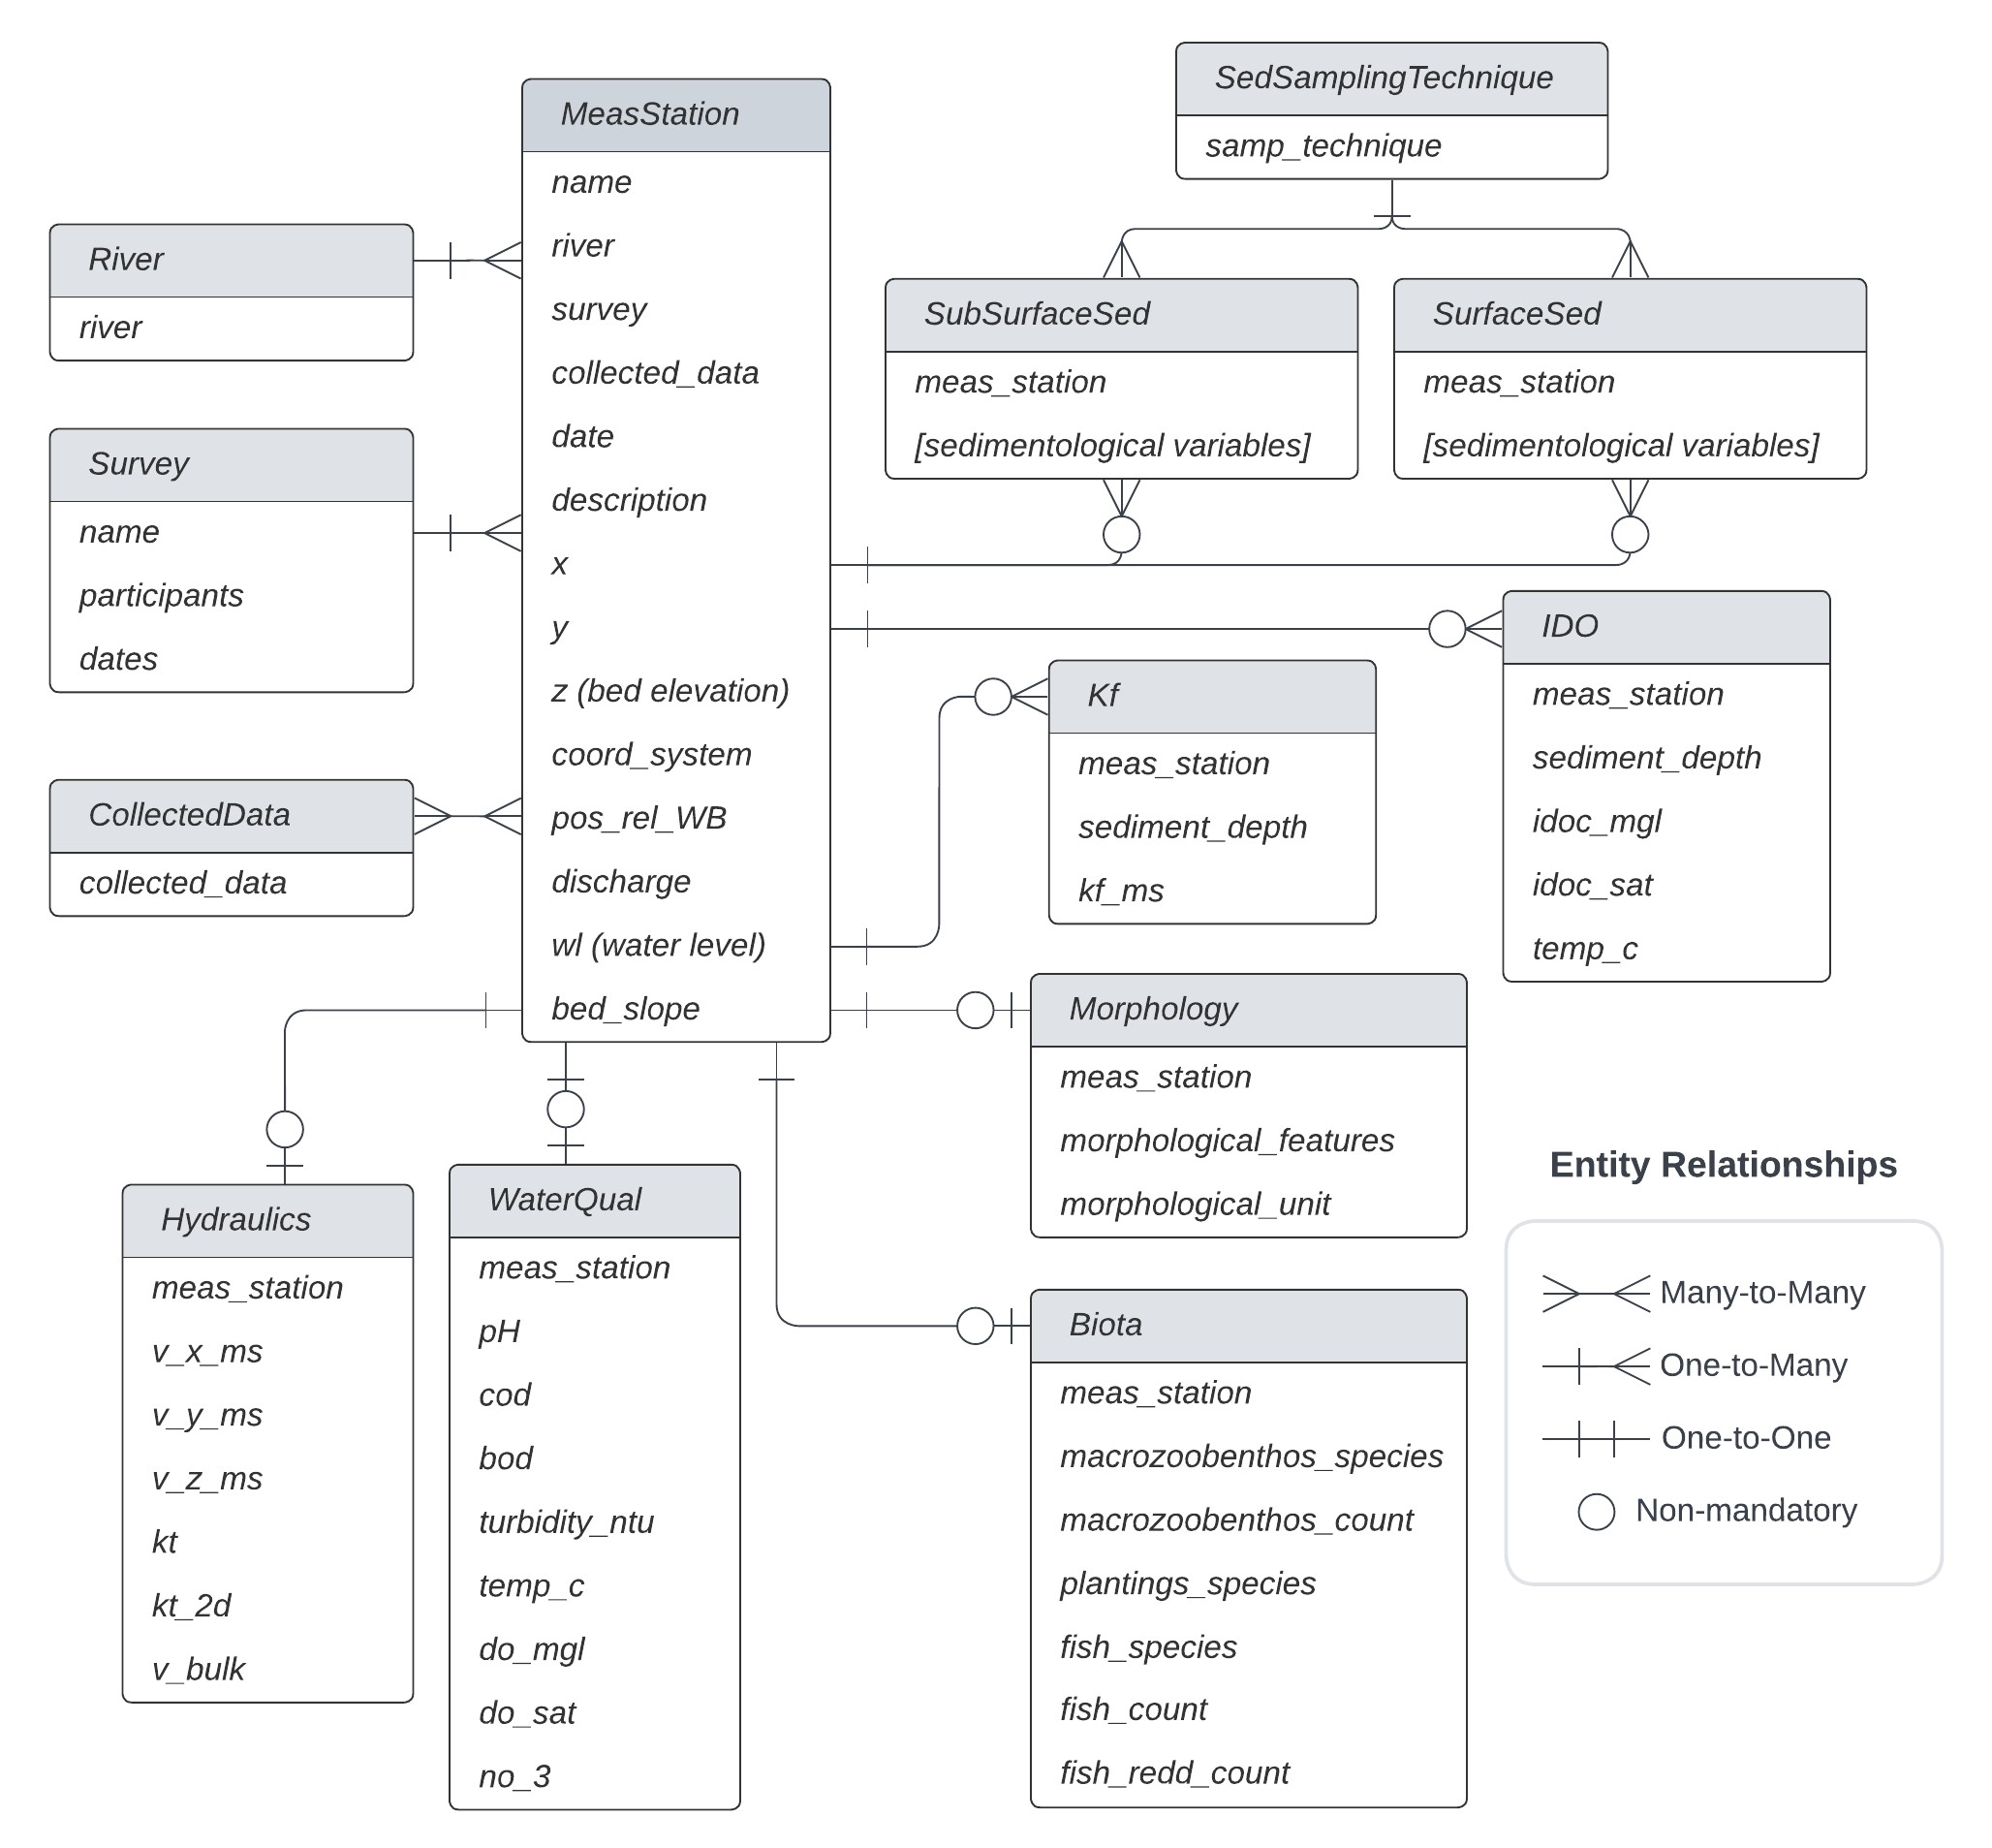 SedSamplingTechnique
samp_technique
MeasStation
name
river
survey
collected_data
date
description
x
y
z (bed elevation)
coord_system
pos_rel_WB
discharge
wl (water level)
bed_slope
River
river
Survey
name
participants
dates
CollectedData
collected_data
SubSurfaceSed
meas_station
[sedimentological variables]
SurfaceSed
meas_station
[sedimentological variables]
IDO
meas_station
sediment_depth
idoc_mgl
idoc_sat
temp_c
Kf
meas_station
sediment_depth
kf_ms
Morphology
meas_station
morphological_features
morphological_unit
Hydraulics
meas_station
v_x_ms
v_y_ms
v_z_ms
kt
kt_2d
v_bulk
WaterQual
meas_station
pH
cod
bod
turbidity_ntu
temp_c
do_mgl
do_sat
no_3
Biota
meas_station
macrozoobenthos_species
macrozoobenthos_count
plantings_species
fish_species
fish_count
fish_redd_count
Entity Relationships
Many-to-Many
One-to-Many
One-to-One
Non-mandatory